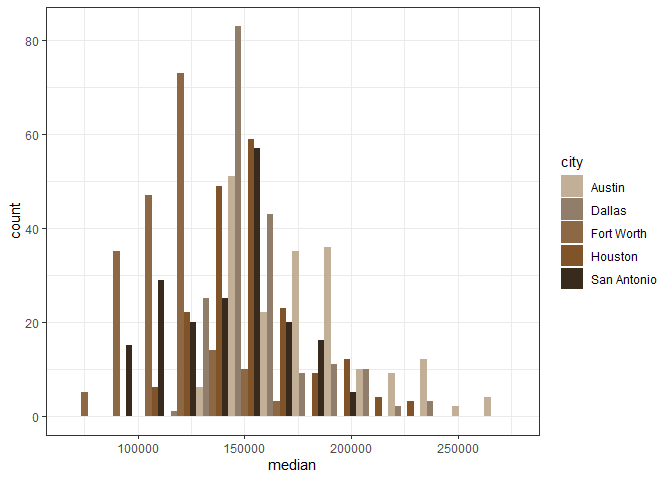 80
60
40
20
0
count
100000 150000 200000 250000
median
city
Austin
Dallas
Fort Worth
Houston
San Antonio